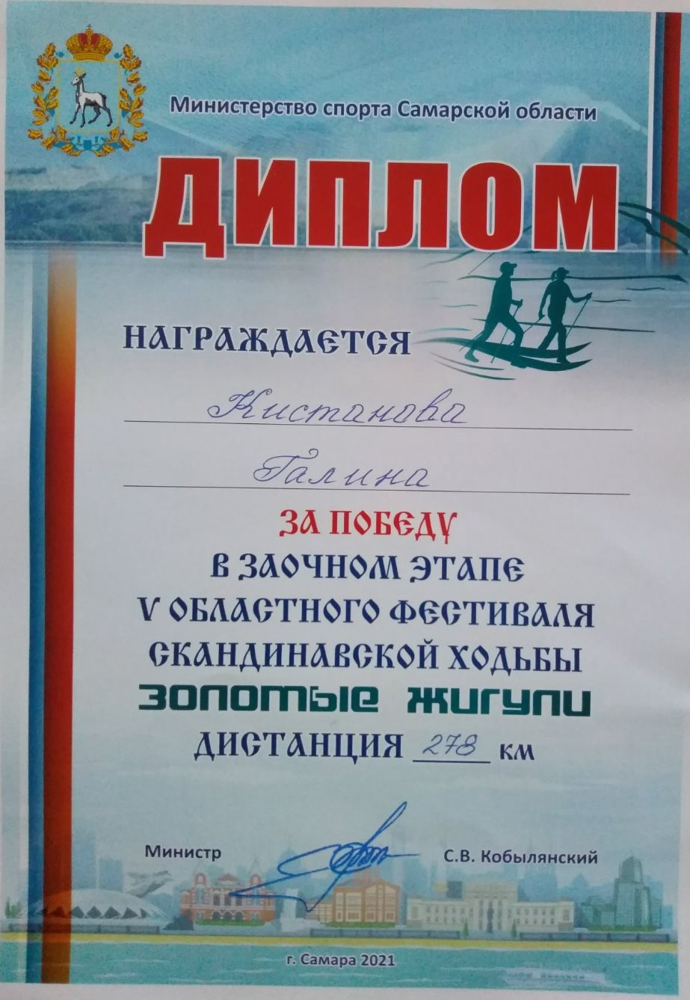 Министерство спорта Самарской области
ДИПЛОМ
НАГРАЖДАЕТСЯ
Кистанова
Галина
ЗА ПОБЕДУ
В ЗАОЧНОМ ЭТАПЕ
V ОБЛАСТНОГО ФЕСТИВАЛЯ
СКАНДИНАВСКОЙ ХОДЬБЫ
ЗОЛОТЫЕ ЖИГУЛИ
ДИСТАНЦИЯ 278 КМ
Министр С.В. Кобылянский
г. Самара 2021